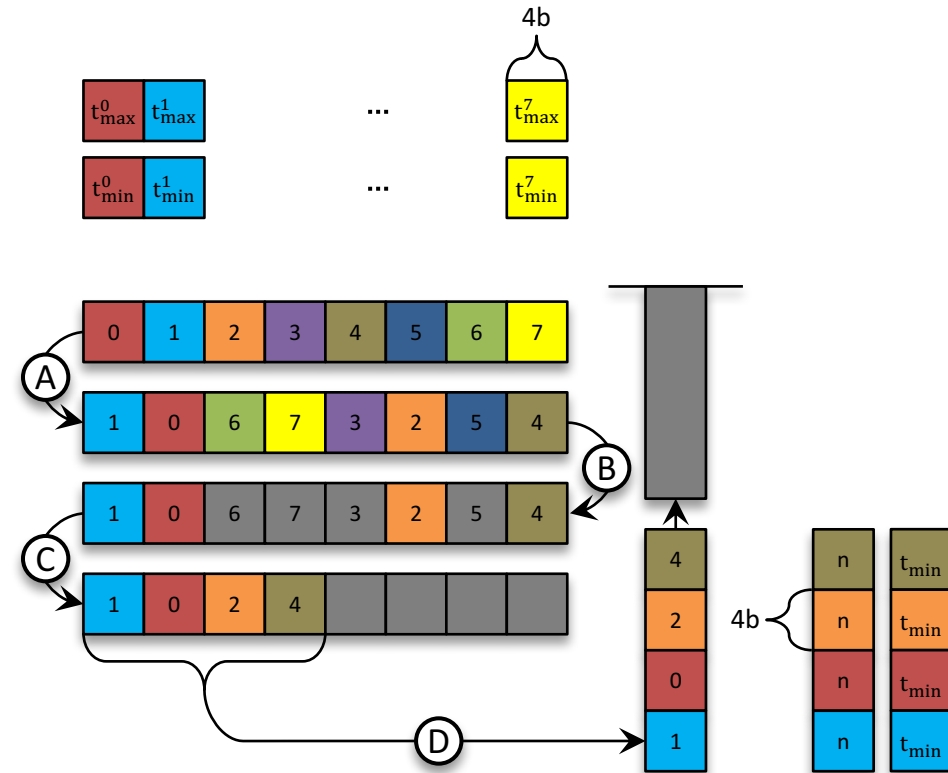 4b
t⁰max t¹max ... t⁷max
t⁰min t¹min ... t⁷min
0 1 2 3 4 5 6 7
A
1 0 6 7 3 2 5 4
B
1 0 6 7 3 2 5 4
C
1 0 2 4
D
4 n tmin
2 n tmin
4b
0 n tmin
1 n tmin